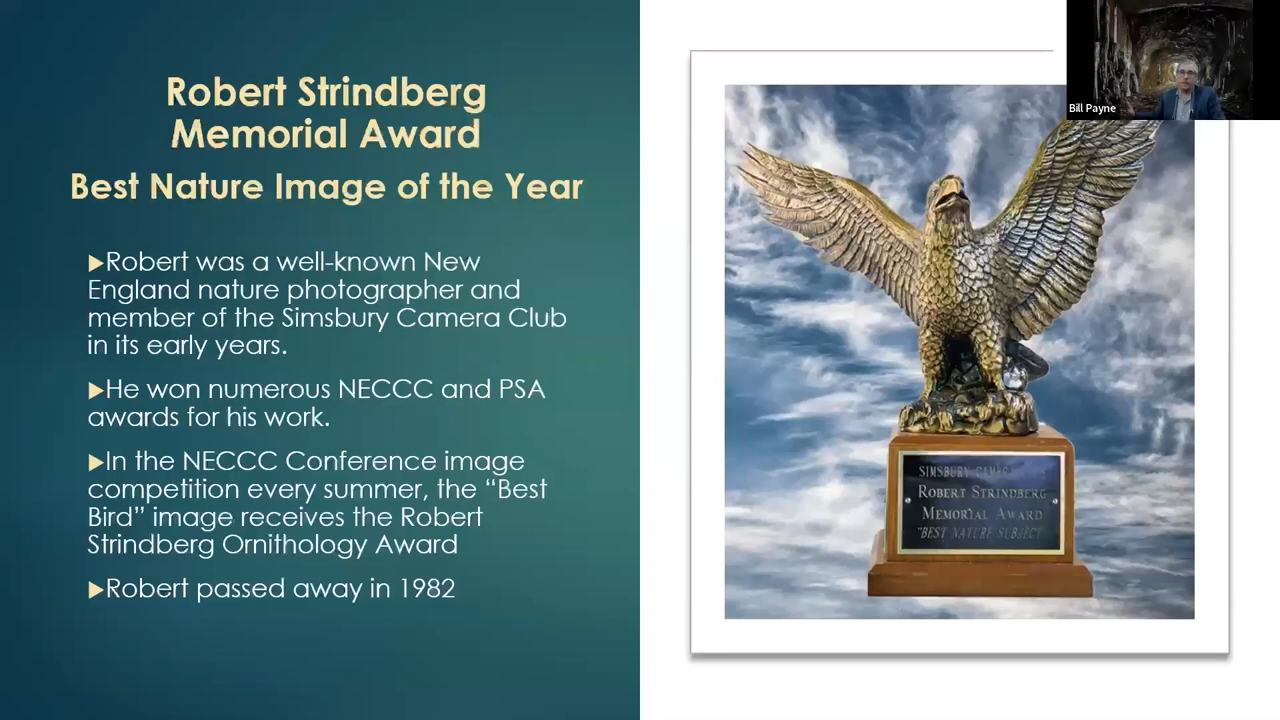 Robert Strindberg
Memorial Award
Best Nature Image of the Year
▶Robert was a well-known New
England nature photographer and
member of the Simsbury Camera Club
in its early years.
▶He won numerous NECCC and PSA
awards for his work.
▶In the NECCC Conference image
competition every summer, the “Best
Bird” image receives the Robert
Strindberg Ornithology Award
▶Robert passed away in 1982
Bill Payne
SIMSBURY CAMERA
ROBERT STRINDBERG
MEMORIAL AWARD
"BEST NATURE SUBJECT